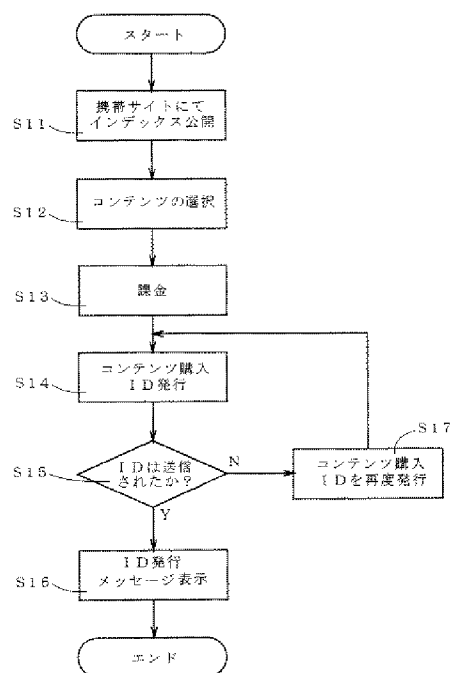 スタート
S11
携帯サイトにて
インデックス公開
S12
コンテンツの選択
S13
課金
S14
コンテンツ購入
ID発行
S15
IDは送信
されたか？
N
Y
S17
コンテンツ購入
IDを再度発行
S16
ID発行
メッセージ表示
エンド